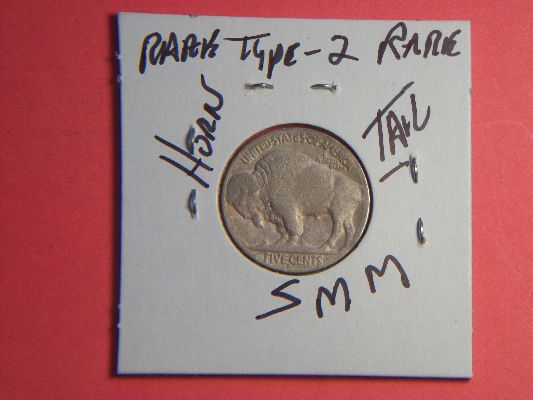 RARE Type-2 RARE
HORN
TAIL
UNITED STATES OF AMERICA
FIVE CENTS
SMM